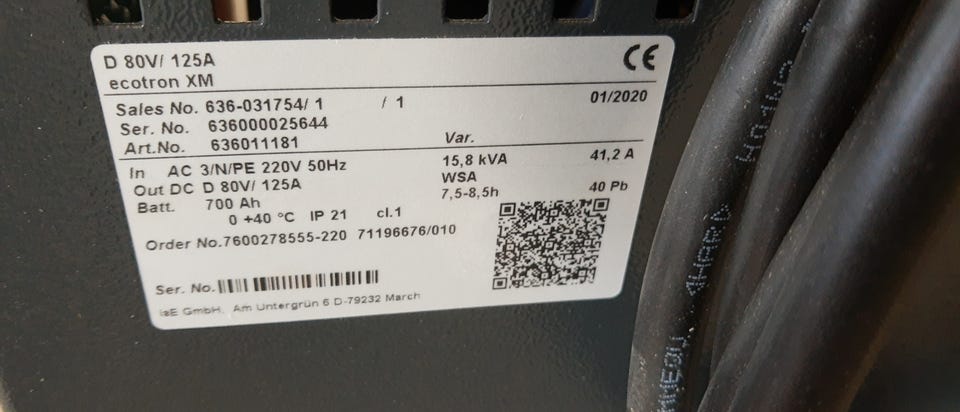 D 80V/ 125A
ecotron XM
CE
Sales No. 636-031754/ 1 / 1 01/2020
Ser. No. 636000025644
Art.No. 636011181 Var.
In AC 3/N/PE 220V 50Hz 15,8 kVA 41,2 A
Out DC D 80V/ 125A WSA
Batt. 700 Ah 7,5-8,5h 40 Pb
0 +40 °C IP 21 cl.1
Order No.7600278555-220 71196676/010
Ser. No.
GmbH, Am Untergrün 6 D-79232 March